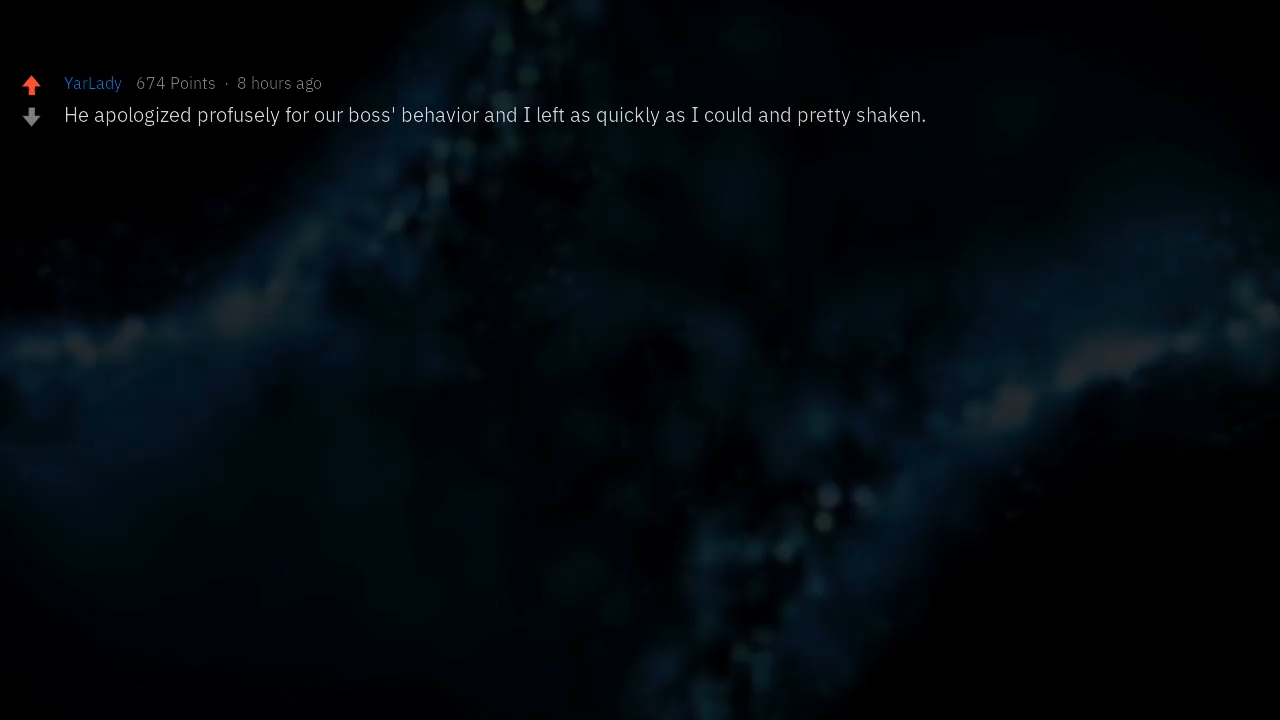 YarLady 674 Points · 8 hours ago
He apologized profusely for our boss' behavior and I left as quickly as I could and pretty shaken.